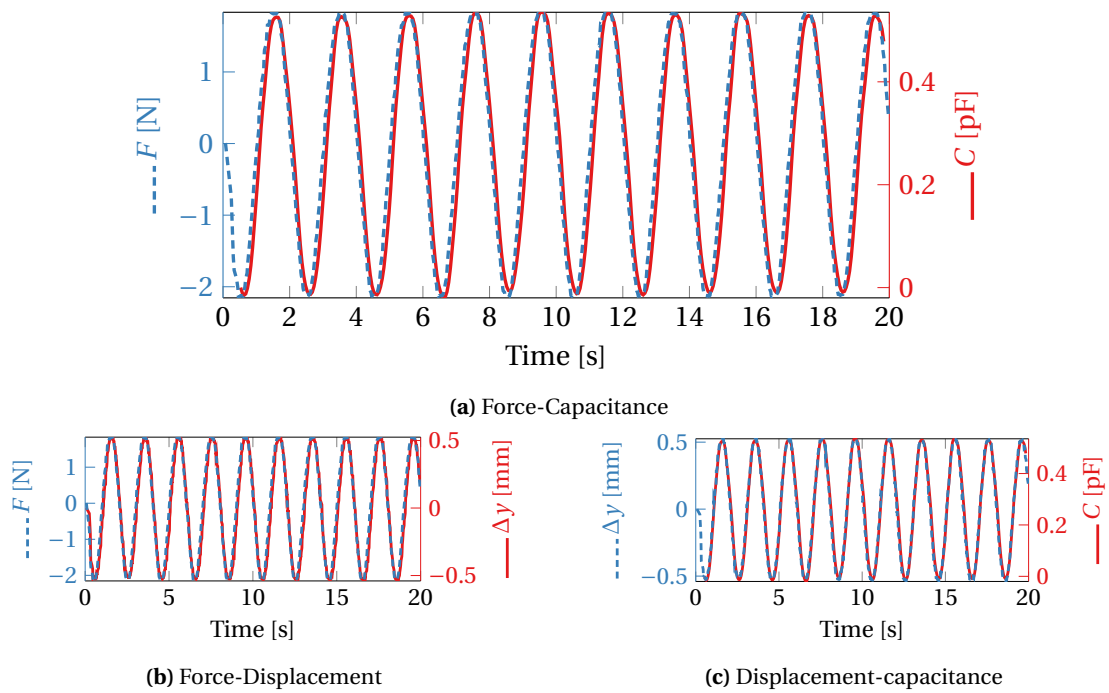 1
0
−1
−2
F [N]
0.4
0.2
0
C [pF]
0 2 4 6 8 10 12 14 16 18 20
Time [s]
(a) Force-Capacitance
1
0
−1
−2
F [N]
0.5
0
−0.5
Δy [mm]
0 5 10 15 20
Time [s]
(b) Force-Displacement
0.5
0
−0.5
Δy [mm]
0.4
0.2
0
C [pF]
0 5 10 15 20
Time [s]
(c) Displacement-capacitance